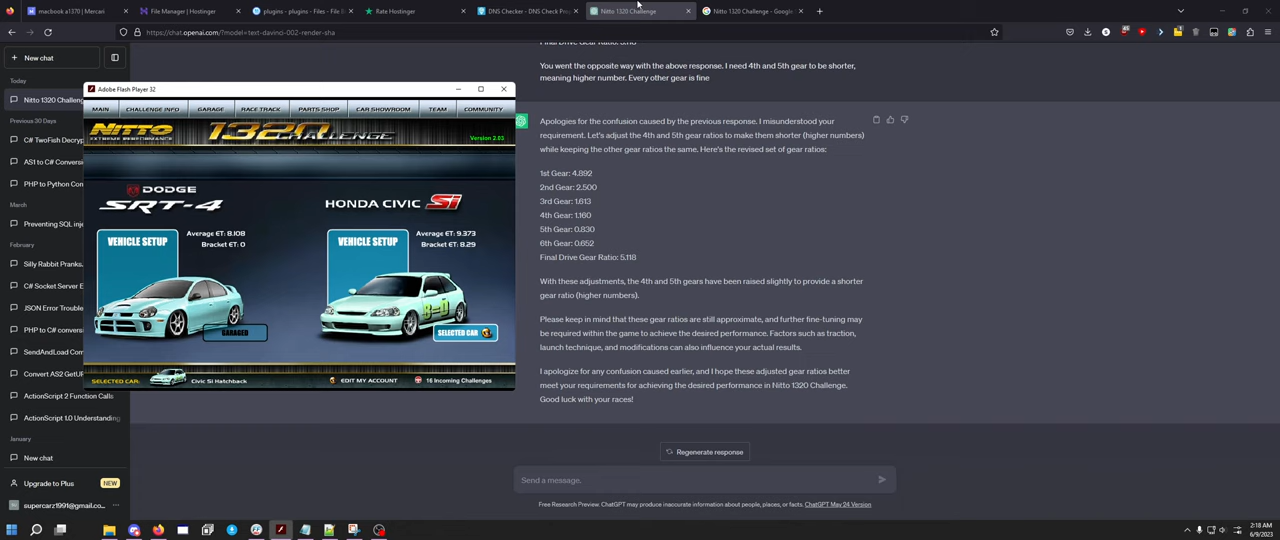 macbook a1370 | Mercari
File Manager | Hostinger
plugins - plugins - Files - File E
Rate Hostinger
DNS Checker - DNS Check Pro
Nitto 1320 Challenge
Nitto 1320 Challenge - Google
https://chat.openai.com/?model=text-davinci-002-render-sha
New chat
Today
Nitto 1320 Challeng
Previous 30 Days
C# TwoFish Decryp
AS1 to C# Conversi
PHP to Python Con
March
Preventing SQL inje
February
Silly Rabbit Pranks.
C# Socket Server E
JSON Error Trouble
PHP to C# conversi
SendAndLoad Com
Convert AS2 GetUR
ActionScript 2 Function Calls
ActionScript 1.0 Understanding
January
New chat
Upgrade to Plus
NEW
supercarz1991@gmail.co...
Adobe Flash Player 32
MAIN
CHALLENGE INFO
GARAGE
RACE TRACK
PARTS SHOP
CAR SHOWROOM
TEAM
COMMUNITY
NITTO
EXTREME PERFORMANCE
1320
CHALLENGE
Version 2.03
DODGE
SRT-4
HONDA CIVIC Si
VEHICLE SETUP
Average ET: 8.108
Bracket ET: 0
VEHICLE SETUP
Average ET: 9.373
Bracket ET: 8.29
GARAGED
SELECTED CAR
SELECTED CAR:
Civic Si Hatchback
EDIT MY ACCOUNT
16 Incoming Challenges
Final Drive Gear Ratio: 5.118
You went the opposite way with the above response. I need 4th and 5th gear to be shorter,
meaning higher number. Every other gear is fine
Apologies for the confusion caused by the previous response. I misunderstood your
requirement. Let's adjust the 4th and 5th gear ratios to make them shorter (higher numbers)
while keeping the other gear ratios the same. Here's the revised set of gear ratios:
1st Gear: 4.892
2nd Gear: 2.500
3rd Gear: 1.613
4th Gear: 1.160
5th Gear: 0.830
6th Gear: 0.652
Final Drive Gear Ratio: 5.118
With these adjustments, the 4th and 5th gears have been raised slightly to provide a shorter
gear ratio (higher numbers).
Please keep in mind that these gear ratios are still approximate, and further fine-tuning may
be required within the game to achieve the desired performance. Factors such as traction,
launch technique, and modifications can also influence your actual results.
I apologize for any confusion caused earlier, and I hope these adjusted gear ratios better
meet your requirements for achieving the desired performance in Nitto 1320 Challenge.
Good luck with your races!
Regenerate response
Send a message.
Free Research Preview. ChatGPT may produce inaccurate information about people, places, or facts. ChatGPT May 24 Version
2:18 AM
6/9/2023